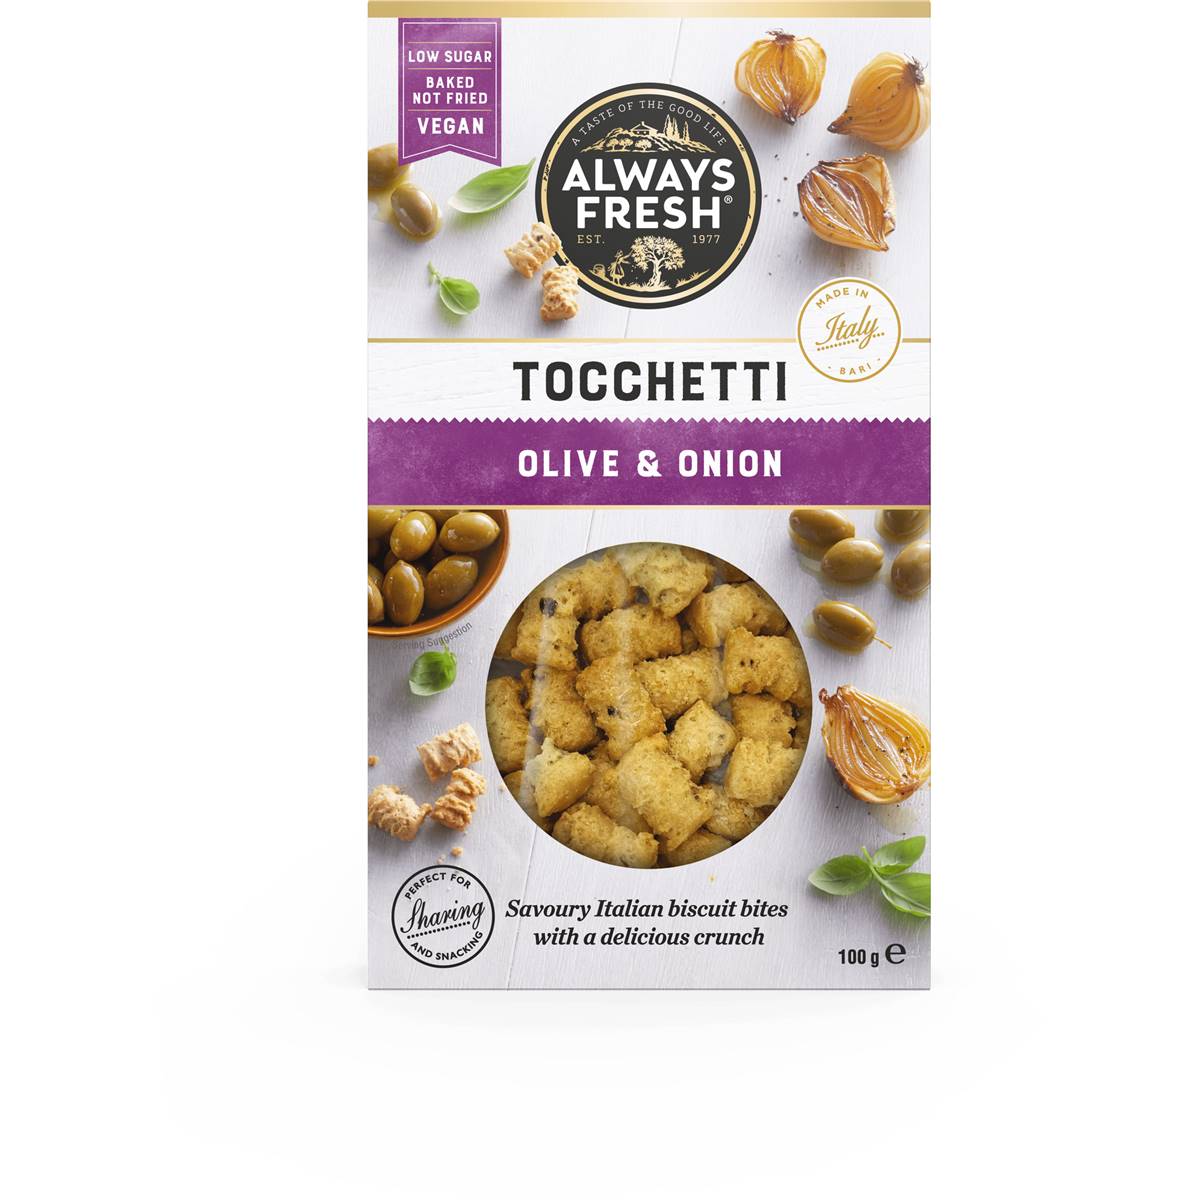 LOW SUGAR
BAKED
NOT FRIED
VEGAN
A TASTE OF THE GOOD LIFE
ALWAYS
FRESH®
EST. 1977
MADE IN
Italy
BARI
TOCCHETTI
OLIVE & ONION
Serving Suggestion
PERFECT FOR
Sharing
AND SNACKING
Savoury Italian biscuit bites
with a delicious crunch
100 g ℮